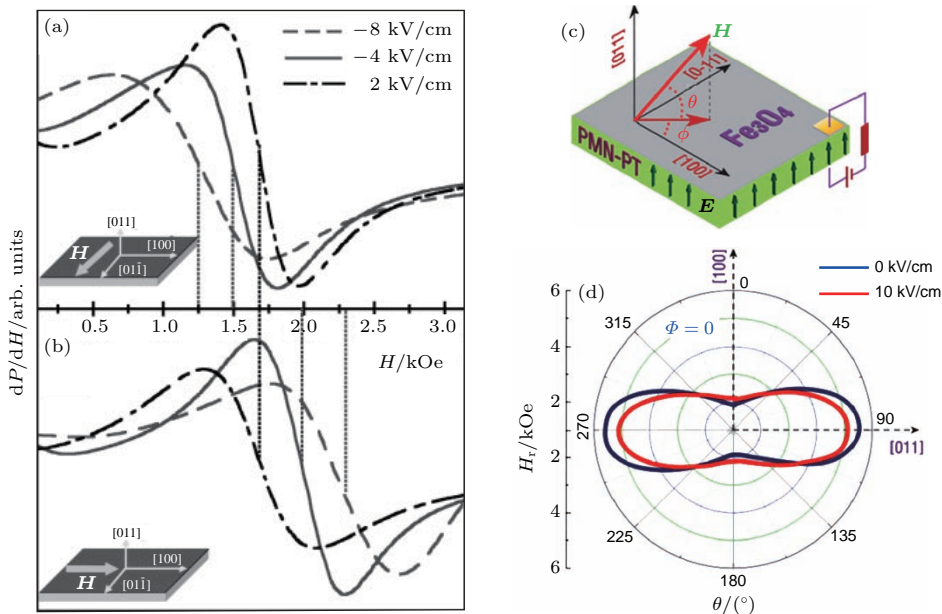 (a)
−8 kV/cm
−4 kV/cm
2 kV/cm
[011]
[100]
H
[011̄]
dP/dH/arb. units
0.5
1.0
1.5
2.0
2.5
3.0
H/kOe
(b)
[011]
[100]
H
[011̄]
(c)
[011]
H
[0-11]
θ
ϕ
Fe3O4
[100]
PMN-PT
E
(d)
[100]
0 kV/cm
10 kV/cm
Φ = 0
0
45
90
[011]
135
180
225
270
315
6
4
2
2
4
6
Hr/kOe
θ/(°)